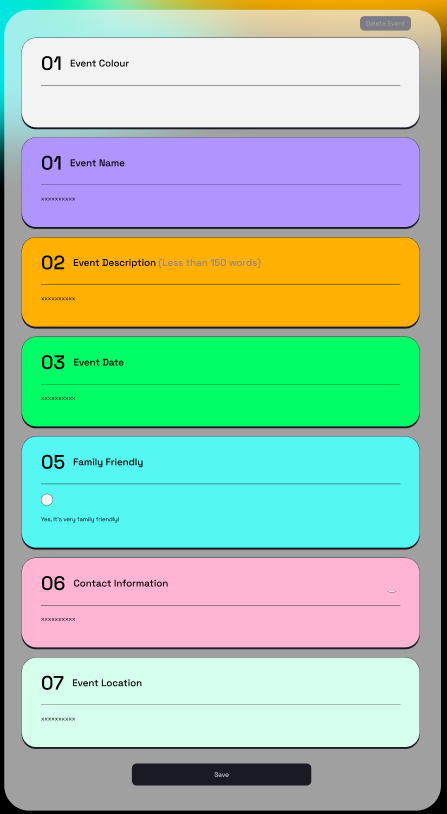 Delete Event
01 Event Colour
01 Event Name
xxxxxxxxxx
02 Event Description (Less than 150 words)
xxxxxxxxxx
03 Event Date
xxxxxxxxxx
05 Family Friendly
Yes, It's very family friendly!
06 Contact Information
xxxxxxxxxx
07 Event Location
xxxxxxxxxx
Save